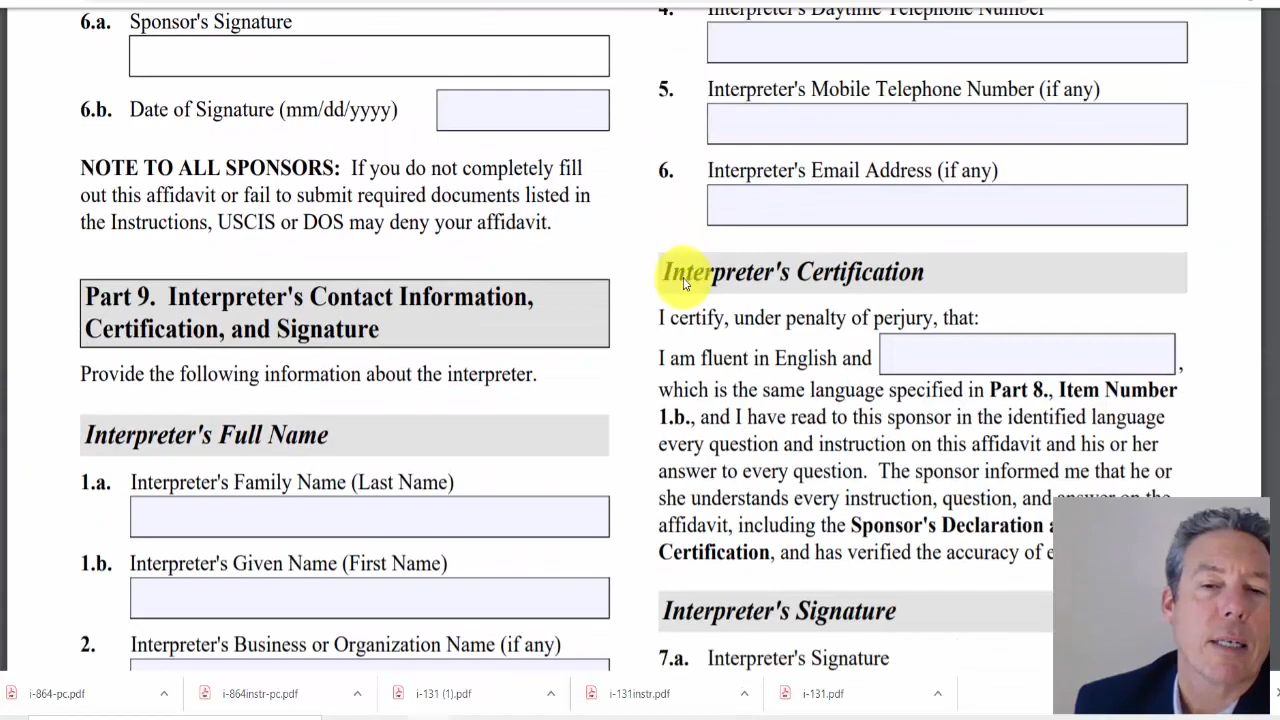 6.a. Sponsor's Signature
6.b. Date of Signature (mm/dd/yyyy)
NOTE TO ALL SPONSORS: If you do not completely fill
out this affidavit or fail to submit required documents listed in
the Instructions, USCIS or DOS may deny your affidavit.
Part 9. Interpreter's Contact Information,
Certification, and Signature
Provide the following information about the interpreter.
Interpreter's Full Name
1.a. Interpreter's Family Name (Last Name)
1.b. Interpreter's Given Name (First Name)
2. Interpreter's Business or Organization Name (if any)
4. Interpreter's Daytime Telephone Number
5. Interpreter's Mobile Telephone Number (if any)
6. Interpreter's Email Address (if any)
Interpreter's Certification
I certify, under penalty of perjury, that:
I am fluent in English and ,
which is the same language specified in Part 8., Item Number
1.b., and I have read to this sponsor in the identified language
every question and instruction on this affidavit and his or her
answer to every question. The sponsor informed me that he or
she understands every instruction, question, and answer on the
affidavit, including the Sponsor's Declaration
Certification, and has verified the accuracy of
Interpreter's Signature
7.a. Interpreter's Signature
i-864-pc.pdf
i-864instr-pc.pdf
i-131 (1).pdf
i-131instr.pdf
i-131.pdf